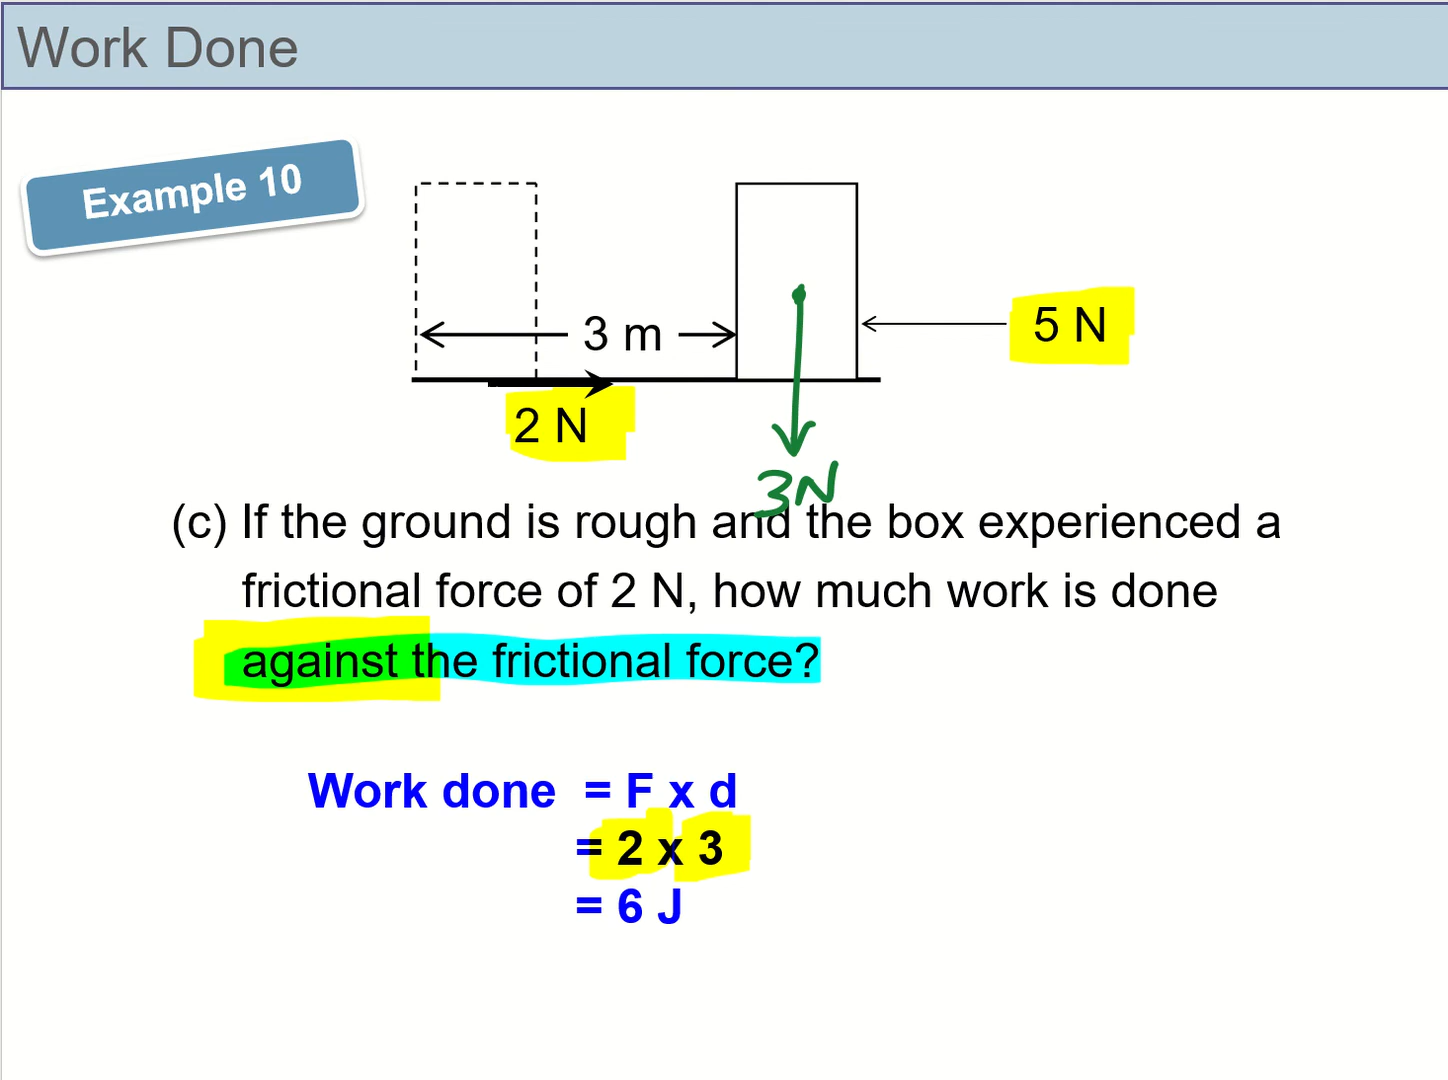 Work Done
Example 10
3 m
5 N
2 N
3N
(c) If the ground is rough and the box experienced a
frictional force of 2 N, how much work is done
against the frictional force?
Work done = F x d
= 2 x 3
= 6 J